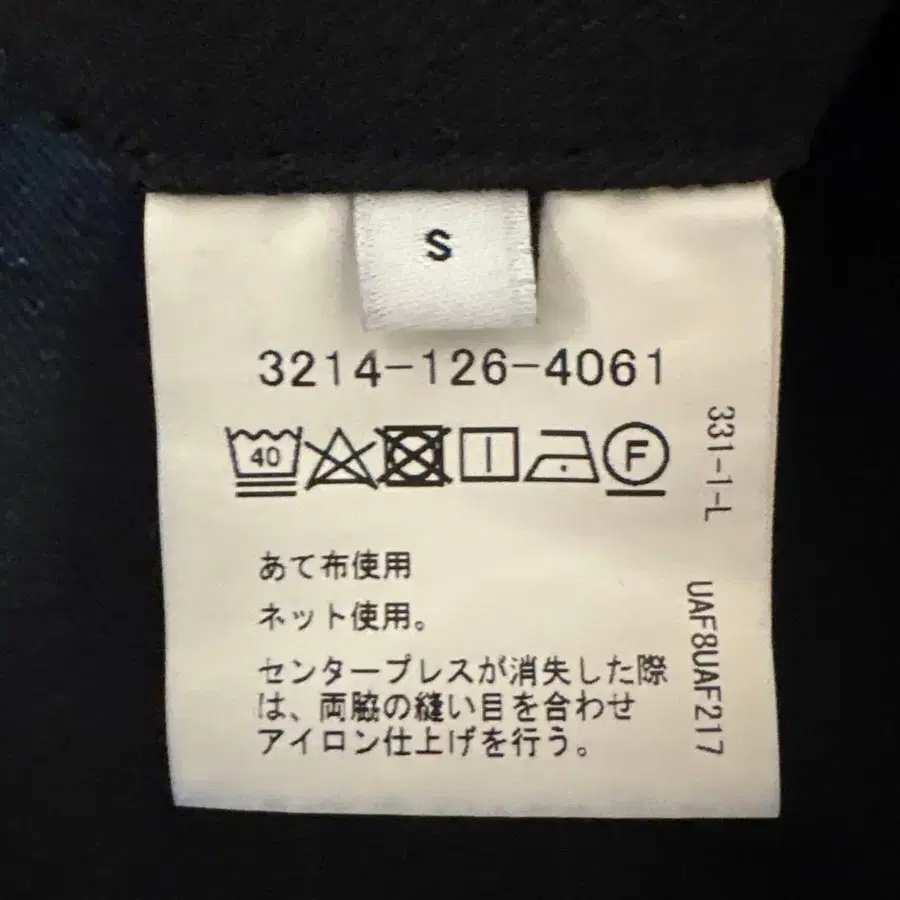 S
3214-126-4061
40
F
あて布使用
ネット使用。
センタープレスが消失した際
は、両脇の縫い目を合わせ
アイロン仕上げを行う。
331-1-L
UAF8UAF217